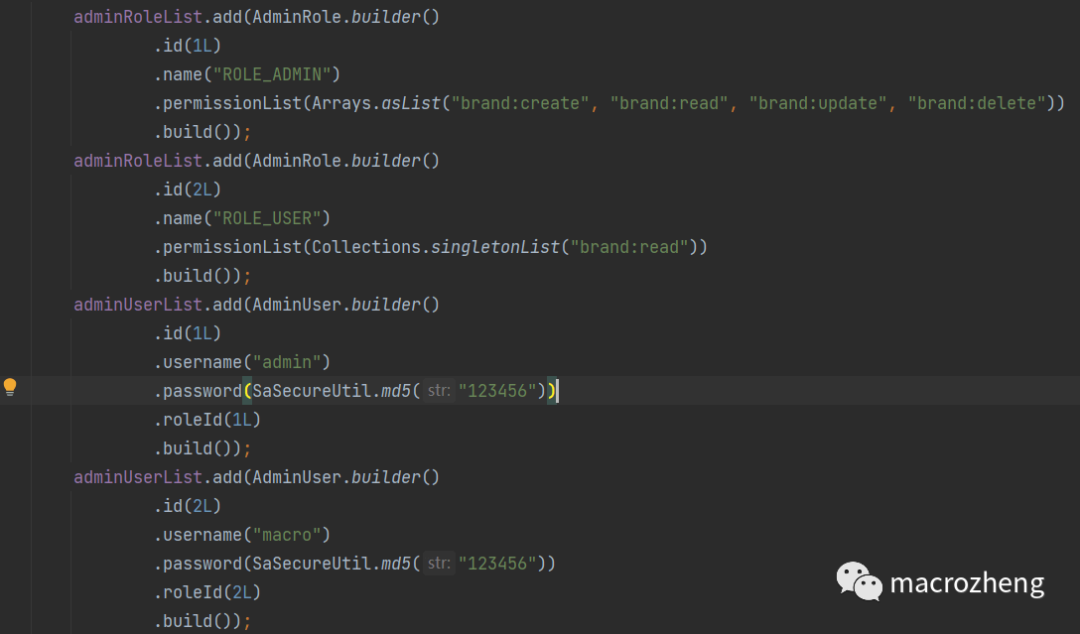 adminRoleList.add(AdminRole.builder()
.id(1L)
.name("ROLE_ADMIN")
.permissionList(Arrays.asList("brand:create", "brand:read", "brand:update", "brand:delete"))
.build());
adminRoleList.add(AdminRole.builder()
.id(2L)
.name("ROLE_USER")
.permissionList(Collections.singletonList("brand:read"))
.build());
adminUserList.add(AdminUser.builder()
.id(1L)
.username("admin")
.password(SaSecureUtil.md5( str: "123456"))
.roleId(1L)
.build());
adminUserList.add(AdminUser.builder()
.id(2L)
.username("macro")
.password(SaSecureUtil.md5( str: "123456"))
.roleId(2L)
.build());
macrozheng